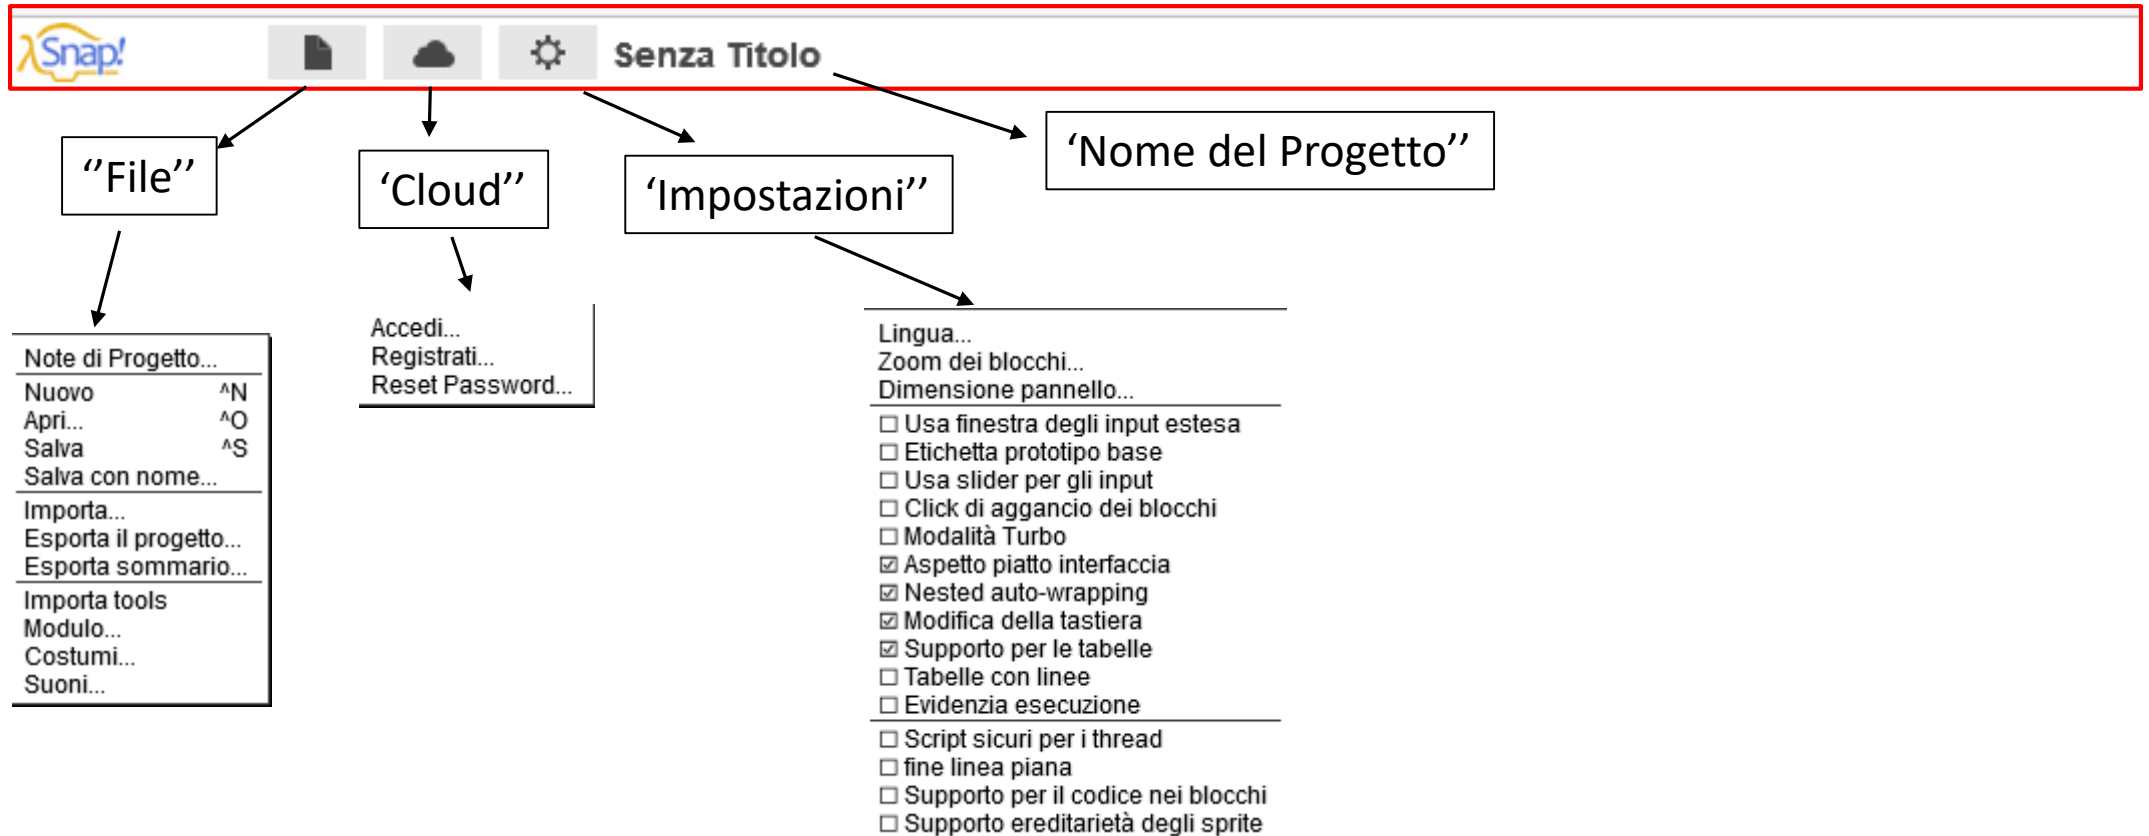 λSnap!
Senza Titolo
‘’File’’
‘Cloud’’
‘Impostazioni’’
‘Nome del Progetto’’
Note di Progetto...
Nuovo ^N
Apri... ^O
Salva ^S
Salva con nome...
Importa...
Esporta il progetto...
Esporta sommario...
Importa tools
Modulo...
Costumi...
Suoni...
Accedi...
Registrati...
Reset Password...
Lingua...
Zoom dei blocchi...
Dimensione pannello...
☐ Usa finestra degli input estesa
☐ Etichetta prototipo base
☐ Usa slider per gli input
☐ Click di aggancio dei blocchi
☐ Modalità Turbo
☑ Aspetto piatto interfaccia
☑ Nested auto-wrapping
☑ Modifica della tastiera
☑ Supporto per le tabelle
☐ Tabelle con linee
☐ Evidenzia esecuzione
☐ Script sicuri per i thread
☐ fine linea piana
☐ Supporto per il codice nei blocchi
☐ Supporto ereditarietà degli sprite